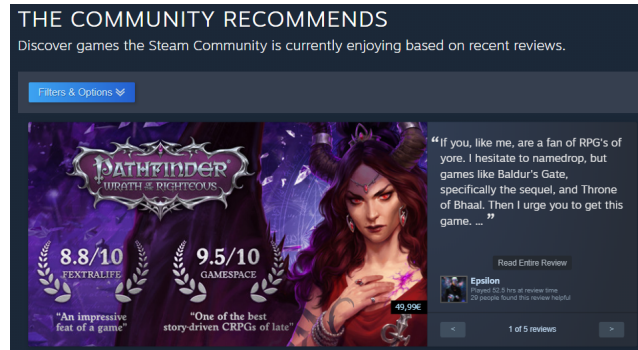 THE COMMUNITY RECOMMENDS
Discover games the Steam Community is currently enjoying based on recent reviews.
Filters & Options
PATHFINDER
WRATH OF THE RIGHTEOUS
8.8/10
FEXTRALIFE
"An impressive
feat of a game"
9.5/10
GAMESPACE
"One of the best
story-driven CRPGs of late"
49,99€
“If you, like me, are a fan of RPG's of
yore. I hesitate to namedrop, but
games like Baldur's Gate,
specifically the sequel, and Throne
of Bhaal. Then I urge you to get this
game. ... ”
Read Entire Review
Epsilon
Played 52.5 hrs at review time
29 people found this review helpful
<
1 of 5 reviews
>